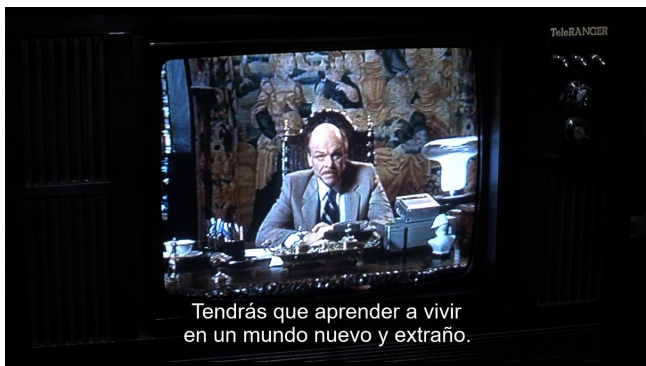 TeleRANGER
Tendrás que aprender a vivir
en un mundo nuevo y extraño.